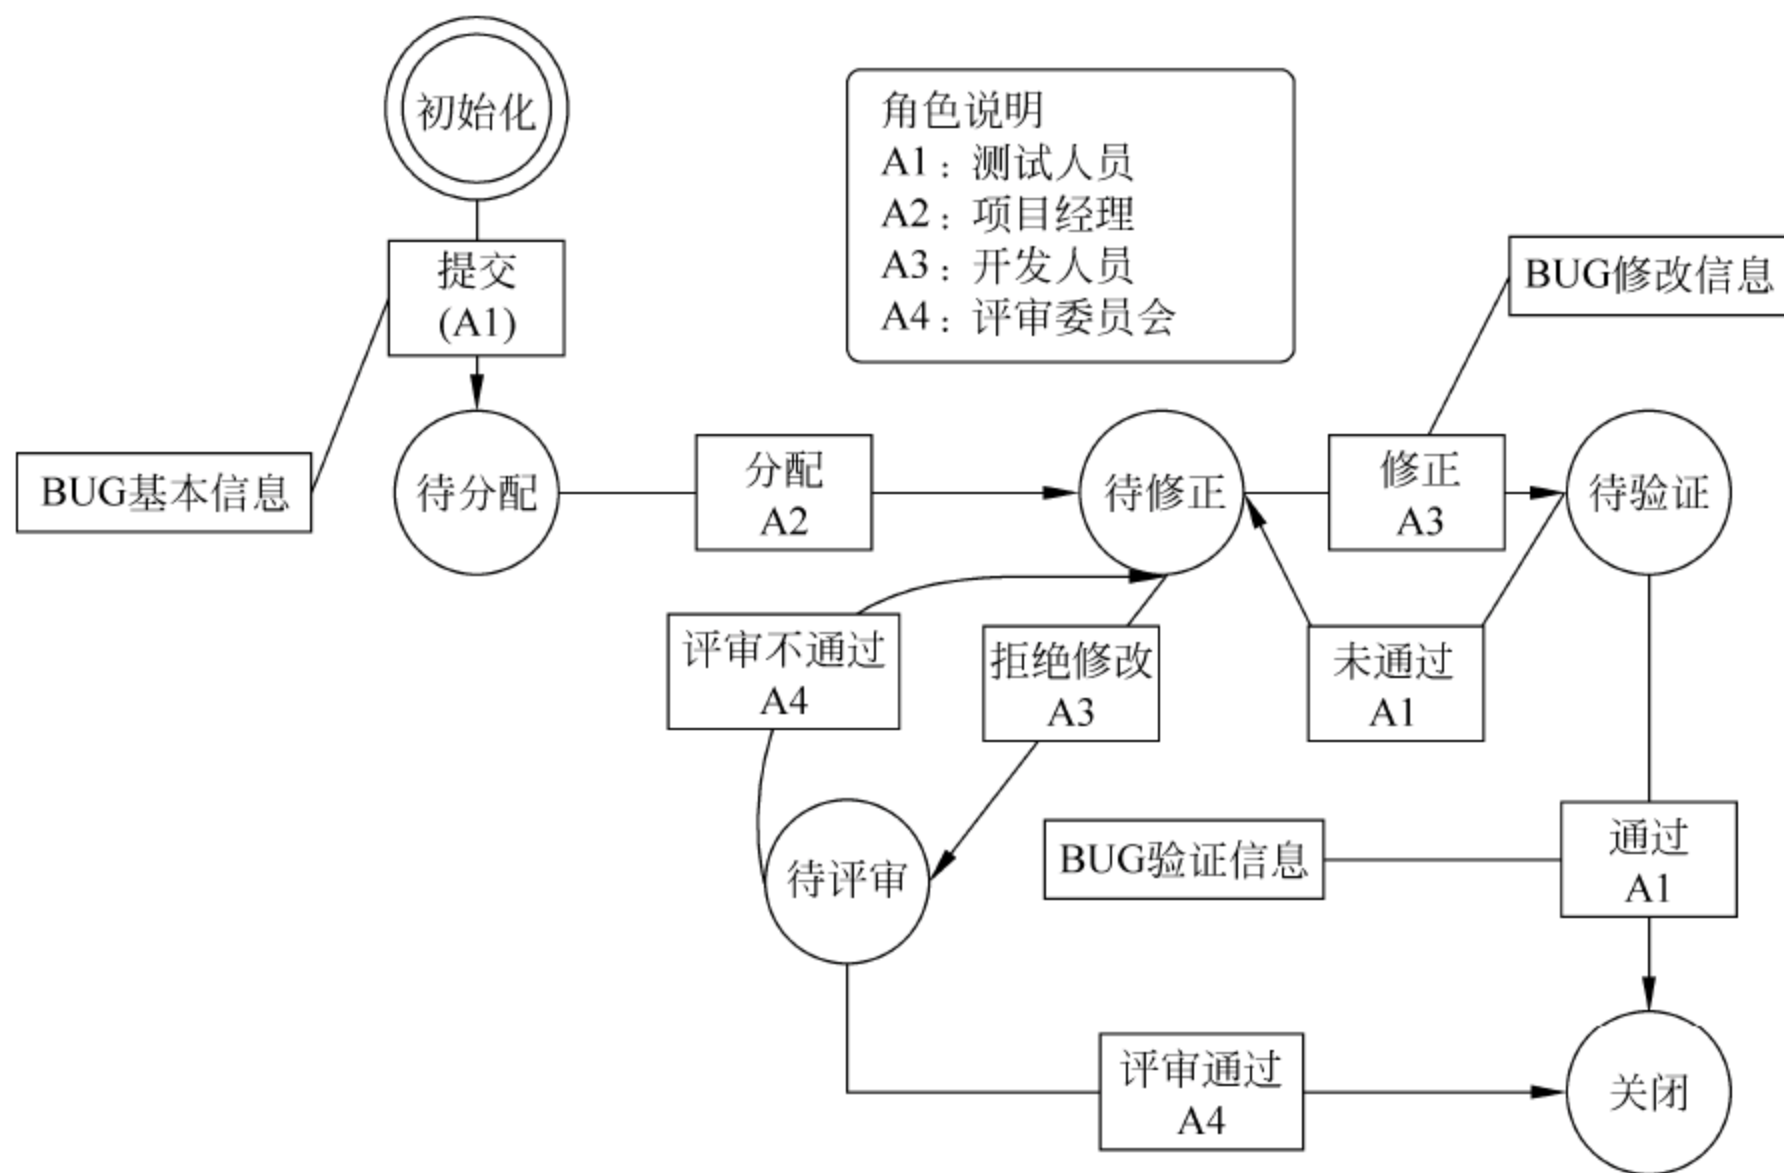 初始化
角色说明
A1：测试人员
A2：项目经理
A3：开发人员
A4：评审委员会
提交
(A1)
BUG修改信息
BUG基本信息
待分配
分配
A2
待修正
修正
A3
待验证
评审不通过
A4
拒绝修改
A3
未通过
A1
待评审
BUG验证信息
通过
A1
评审通过
A4
关闭